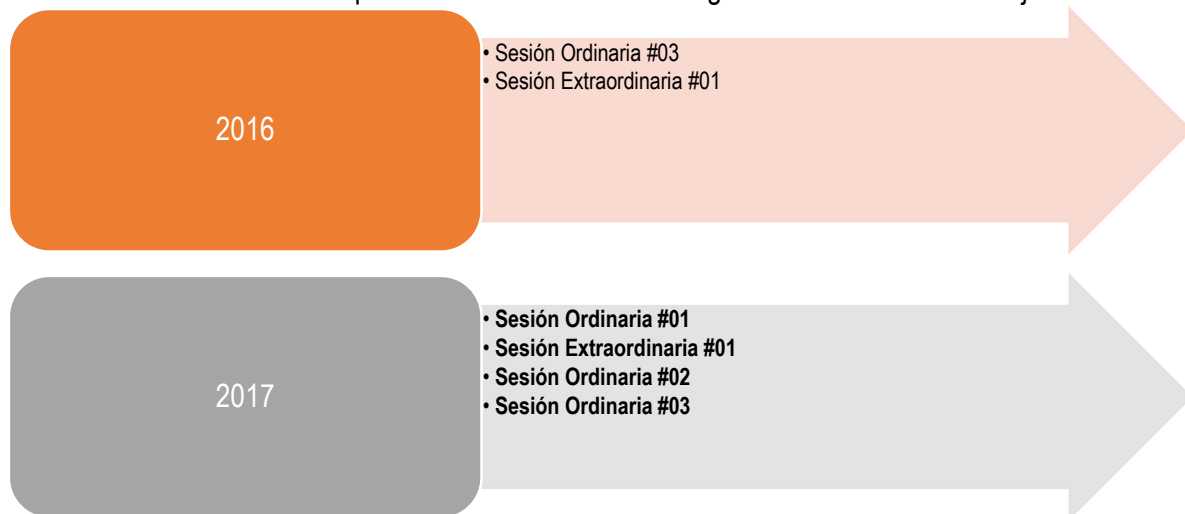 2016
• Sesión Ordinaria #03
• Sesión Extraordinaria #01
2017
• Sesión Ordinaria #01
• Sesión Extraordinaria #01
• Sesión Ordinaria #02
• Sesión Ordinaria #03